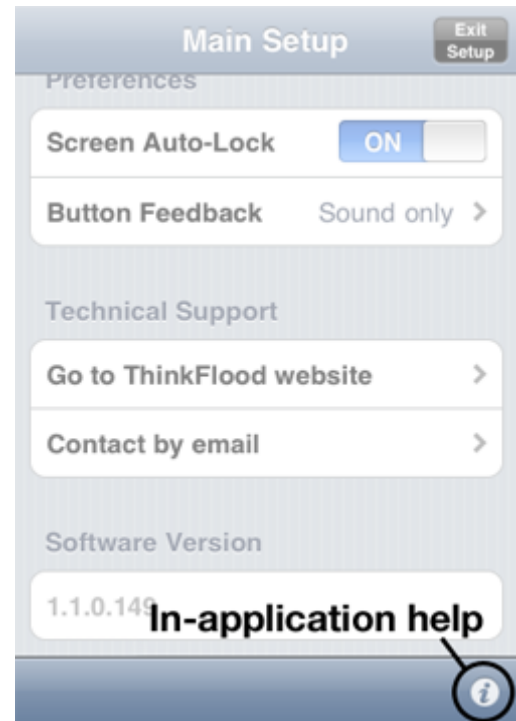 Main Setup
Exit
Setup
Preferences
Screen Auto-Lock
ON
Button Feedback
Sound only
Technical Support
Go to ThinkFlood website
Contact by email
Software Version
1.1.0.149
In-application help
i